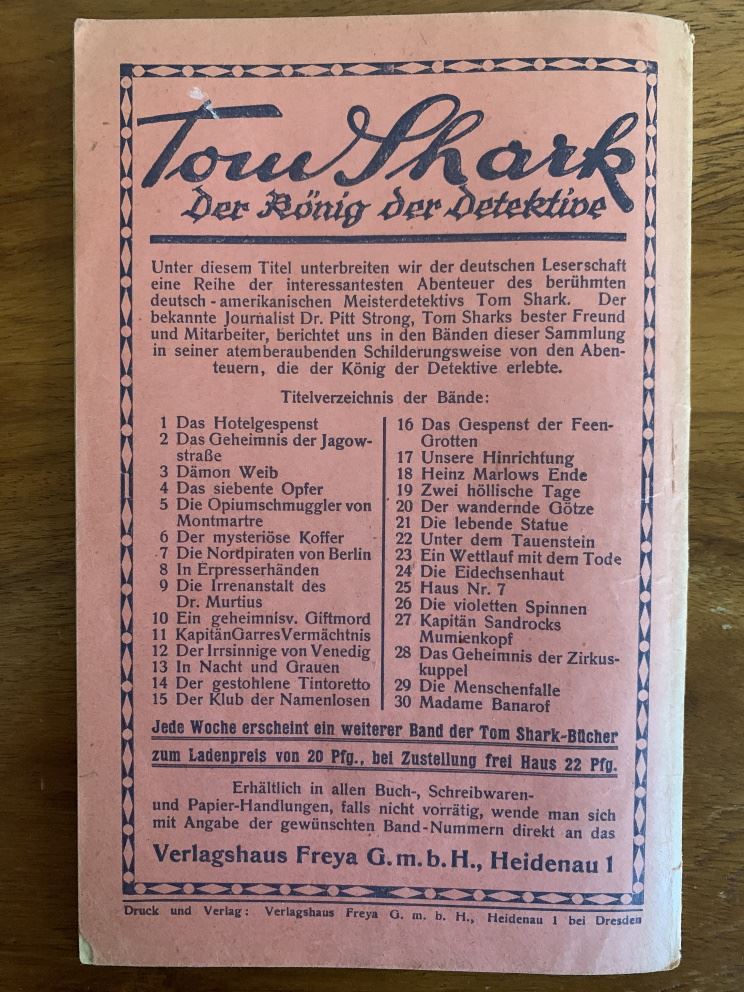 Tom Shark
Der König der Detektive
Unter diesem Titel unterbreiten wir der deutschen Leserschaft
eine Reihe der interessantesten Abenteuer des berühmten
deutsch-amerikanischen Meisterdetektivs Tom Shark. Der
bekannte Journalist Dr. Pitt Strong, Tom Sharks bester Freund
und Mitarbeiter, berichtet uns in den Bänden dieser Sammlung
in seiner atemberaubenden Schilderungsweise von den Aben-
teuern, die der König der Detektive erlebte.
Titelverzeichnis der Bände:
1 Das Hotelgespenst
2 Das Geheimnis der Jagow-
straße
3 Dämon Weib
4 Das siebente Opfer
5 Die Opiumschmuggler von
Montmartre
6 Der mysteriöse Koffer
7 Die Nordpiraten von Berlin
8 In Erpresserhänden
9 Die Irrenanstalt des
Dr. Murtius
10 Ein geheimnisv. Giftmord
11 Kapitän Garres Vermächtnis
12 Der Irrsinnige von Venedig
13 In Nacht und Grauen
14 Der gestohlene Tintoretto
15 Der Klub der Namenlosen
16 Das Gespenst der Feen-
Grotten
17 Unsere Hinrichtung
18 Heinz Marlows Ende
19 Zwei höllische Tage
20 Der wandernde Götze
21 Die lebende Statue
22 Unter dem Tauenstein
23 Ein Wettlauf mit dem Tode
24 Die Eidechsenhaut
25 Haus Nr. 7
26 Die violetten Spinnen
27 Kapitän Sandrocks
Mumienkopf
28 Das Geheimnis der Zirkus-
kuppel
29 Die Menschenfalle
30 Madame Banarof
Jede Woche erscheint ein weiterer Band der Tom Shark-Bücher
zum Ladenpreis von 20 Pfg., bei Zustellung frei Haus 22 Pfg.
Erhältlich in allen Buch-, Schreibwaren-
und Papier-Handlungen, falls nicht vorrätig, wende man sich
mit Angabe der gewünschten Band-Nummern direkt an das
Verlagshaus Freya G.m.b.H., Heidenau 1
Druck und Verlag: Verlagshaus Freya G. m. b. H., Heidenau 1 bei Dresden